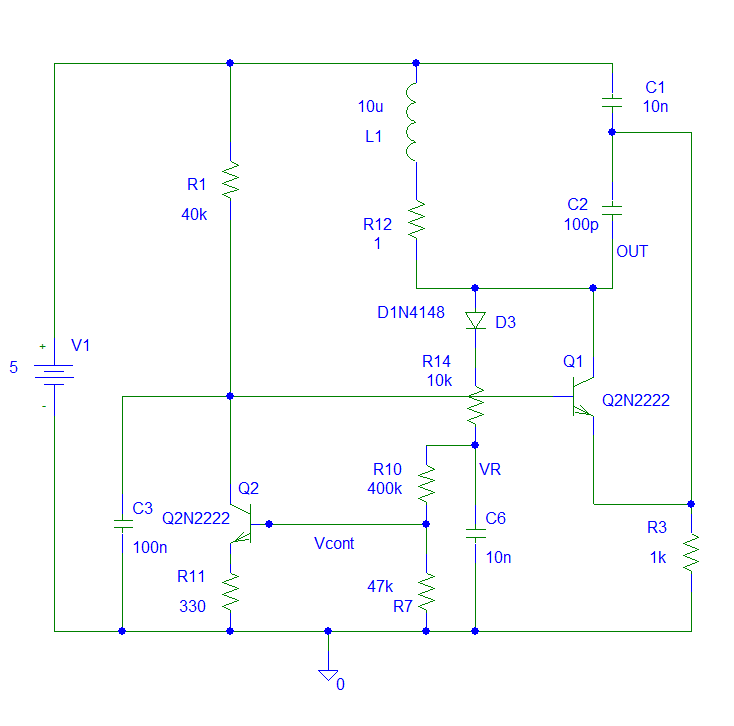 C1
10n
10u
L1
R1
40k
C2
100p
R12
1
OUT
D1N4148
D3
+
V1
5
-
R14
10k
Q1
Q2N2222
R10
400k
VR
Q2
Q2N2222
C3
100n
Vcont
C6
10n
R3
1k
R11
330
47k
R7
0